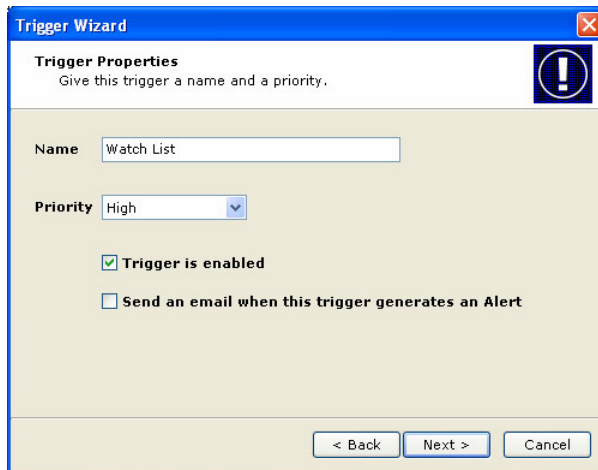 Trigger Wizard
Trigger Properties
Give this trigger a name and a priority.
Name Watch List
Priority High
Trigger is enabled
Send an email when this trigger generates an Alert
< Back Next > Cancel